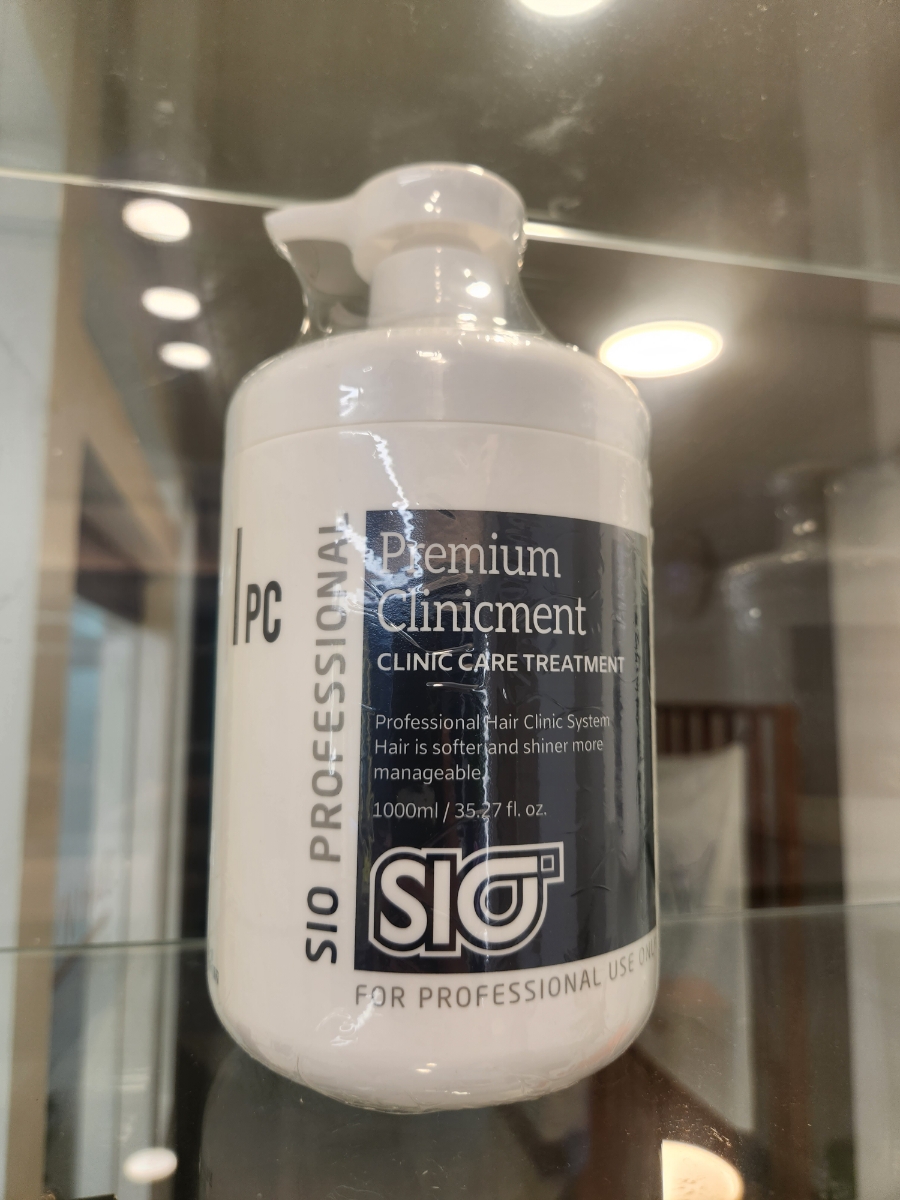 PC
SIO PROFESSIONAL
Premium
Clinicment
CLINIC CARE TREATMENT
Professional Hair Clinic System
Hair is softer and shiner more
manageable.
1000ml / 35.27 fl. oz.
SIO
FOR PROFESSIONAL USE ONLY